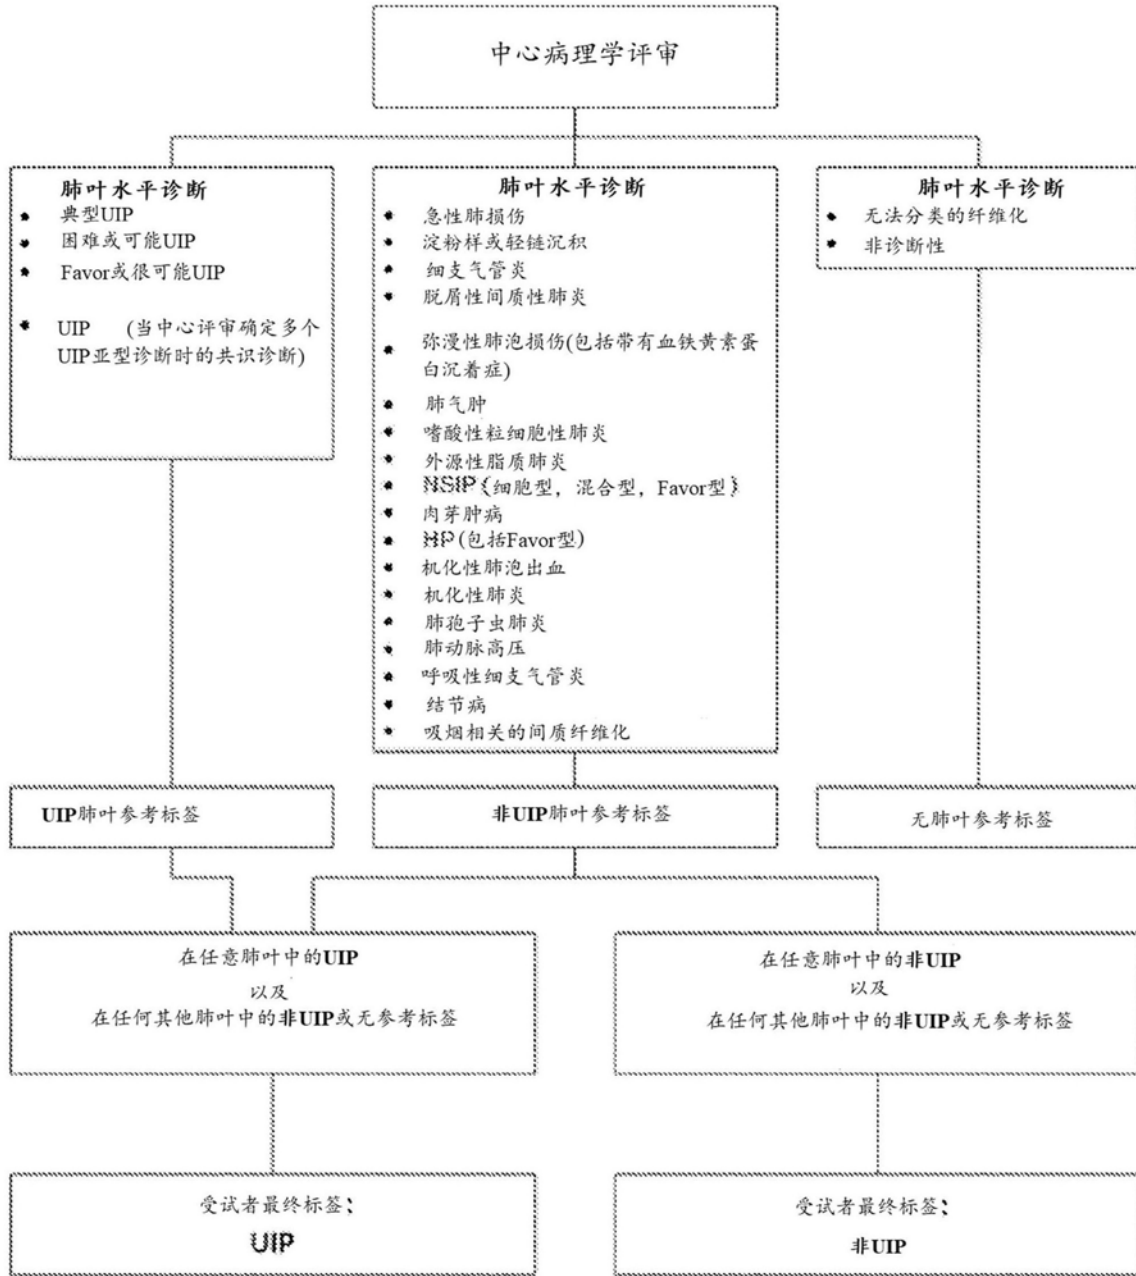 中心病理学评审
肺叶水平诊断
• 典型UIP
• 困难或可能UIP
• Favor或很可能UIP
• UIP (当中心评审确定多个
UIP亚型诊断时的共识诊断)
肺叶水平诊断
• 急性肺损伤
• 淀粉样或轻链沉积
• 细支气管炎
• 脱屑性间质性肺炎
• 弥漫性肺泡损伤(包括带有血铁黄素蛋
白沉着症)
• 肺气肿
• 嗜酸性粒细胞性肺炎
• 外源性脂质肺炎
• NSIP(细胞型，混合型，Favor型)
• 肉芽肿病
• HP(包括Favor型)
• 机化性肺泡出血
• 机化性肺炎
• 肺孢子虫肺炎
• 肺动脉高压
• 呼吸性细支气管炎
• 结节病
• 吸烟相关的间质纤维化
肺叶水平诊断
• 无法分类的纤维化
• 非诊断性
UIP肺叶参考标签
非UIP肺叶参考标签
无肺叶参考标签
在任意肺叶中的UIP
以及
在任何其他肺叶中的非UIP或无参考标签
在任意肺叶中的非UIP
以及
在任何其他肺叶中的非UIP或无参考标签
受试者最终标签：
UIP
受试者最终标签：
非UIP